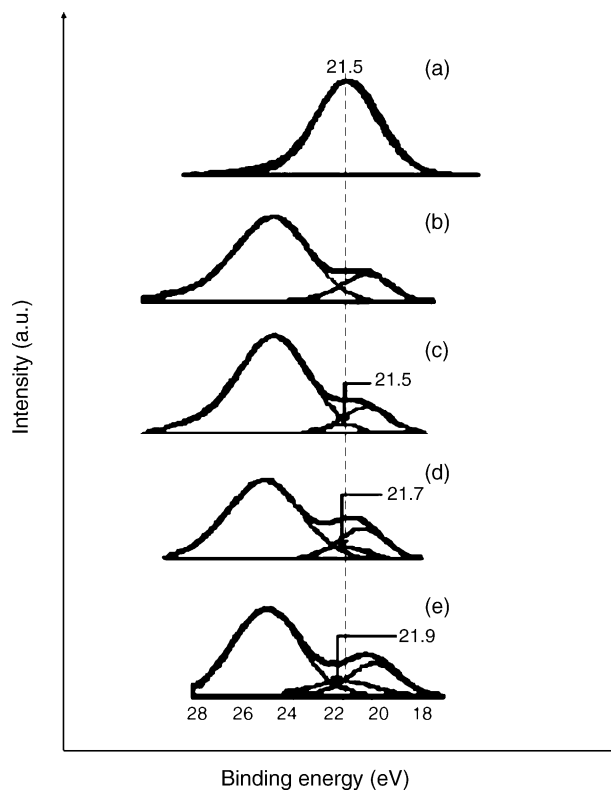 21.5
(a)
(b)
(c)
21.5
(d)
21.7
(e)
21.9
28 26 24 22 20 18
Intensity (a.u.)
Binding energy (eV)